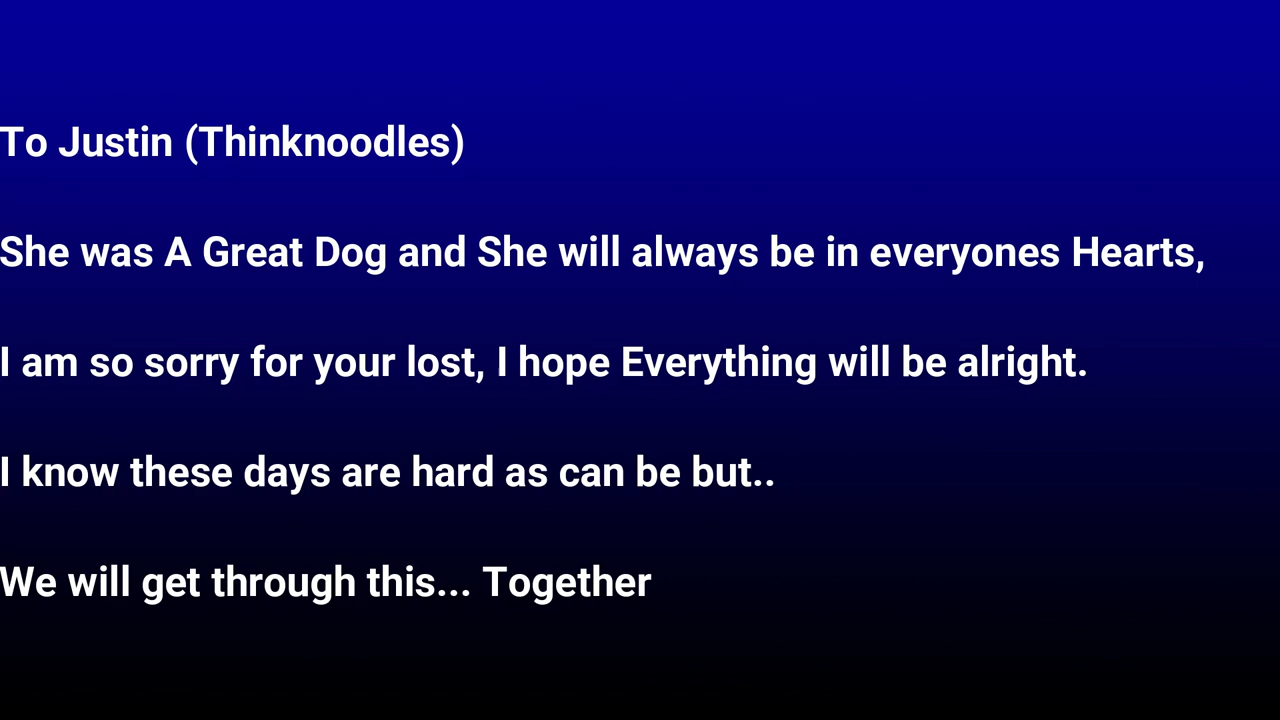 To Justin (Thinknoodles)
She was A Great Dog and She will always be in everyones Hearts,
I am so sorry for your lost, I hope Everything will be alright.
I know these days are hard as can be but..
We will get through this... Together